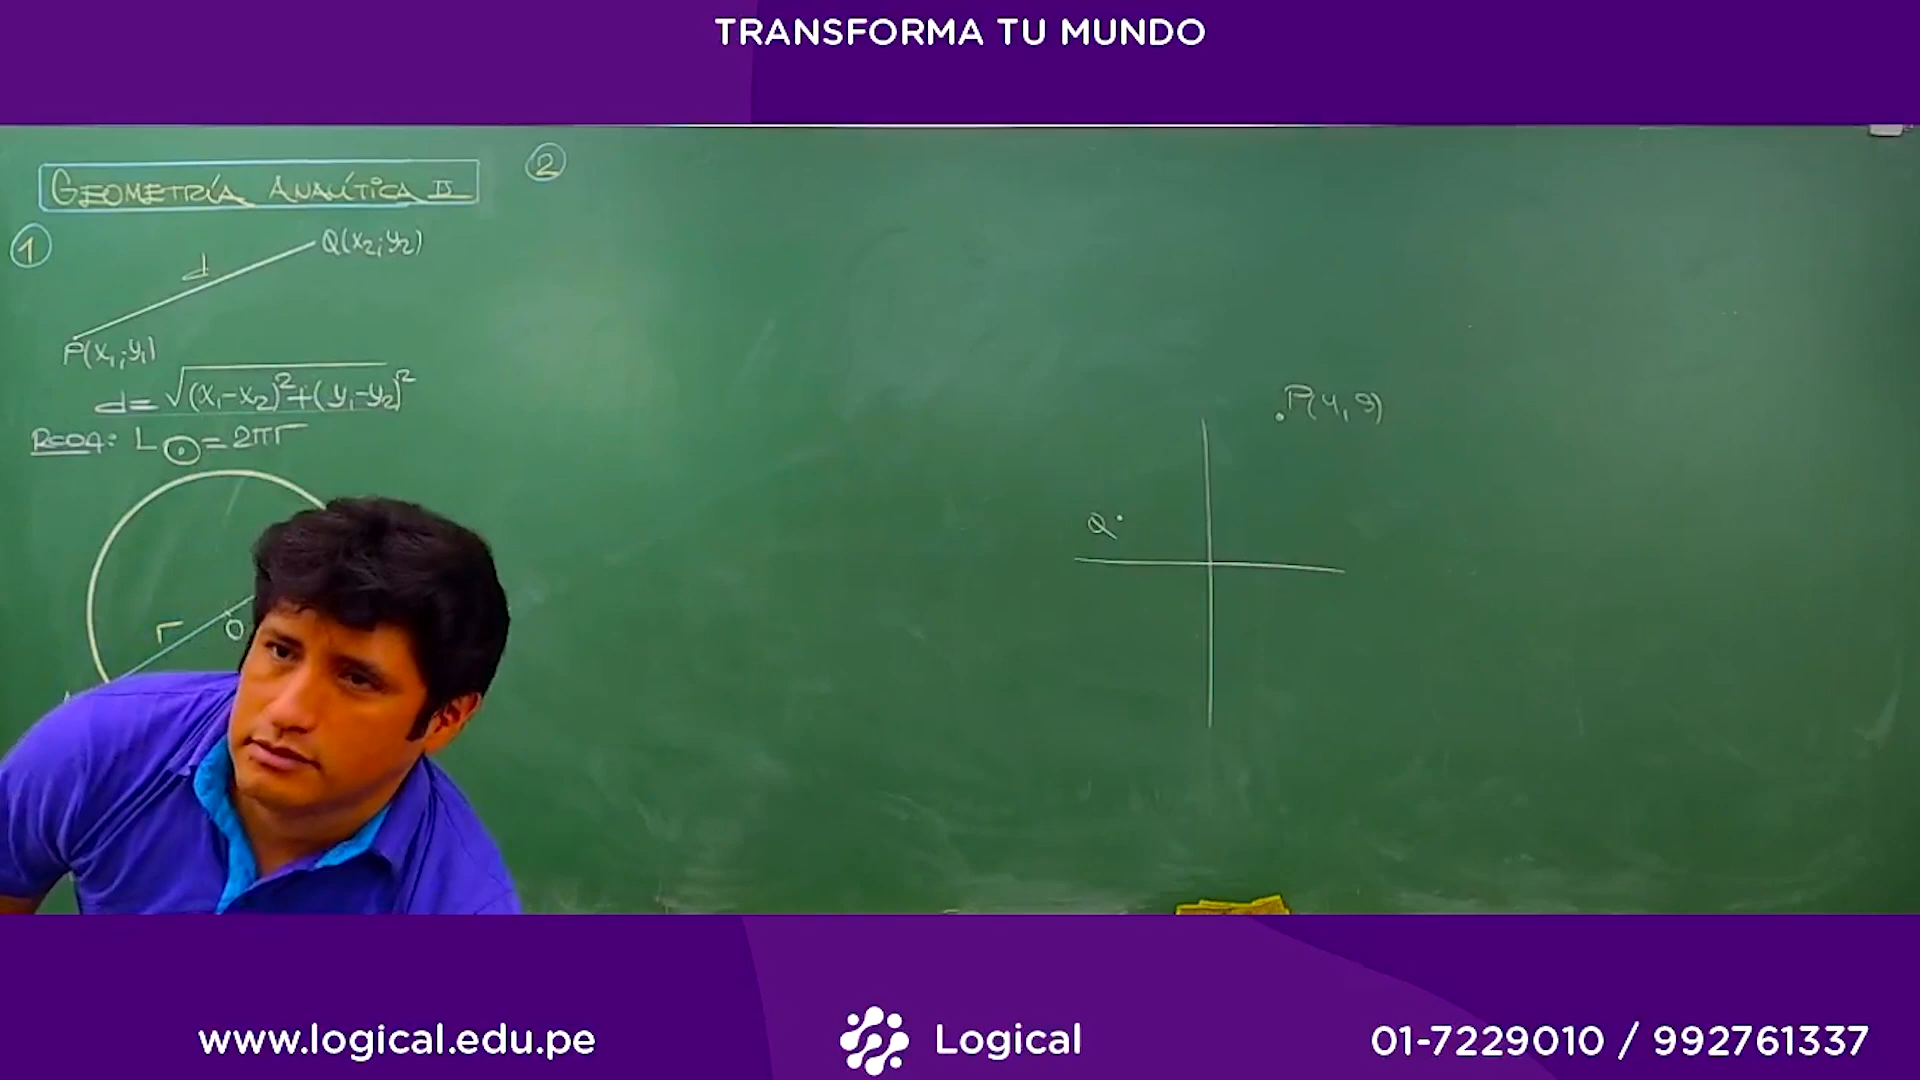 TRANSFORMA TU MUNDO
GEOMETRÍA ANALÍTICA II
1
d
Q(x₂;y₂)
P(x₁;y₁)
d=√(x₁-x₂)²+(y₁-y₂)²
RCDA: L⊙=2πr
r
O
2
P(4,9)
Q
www.logical.edu.pe
Logical
01-7229010 / 992761337